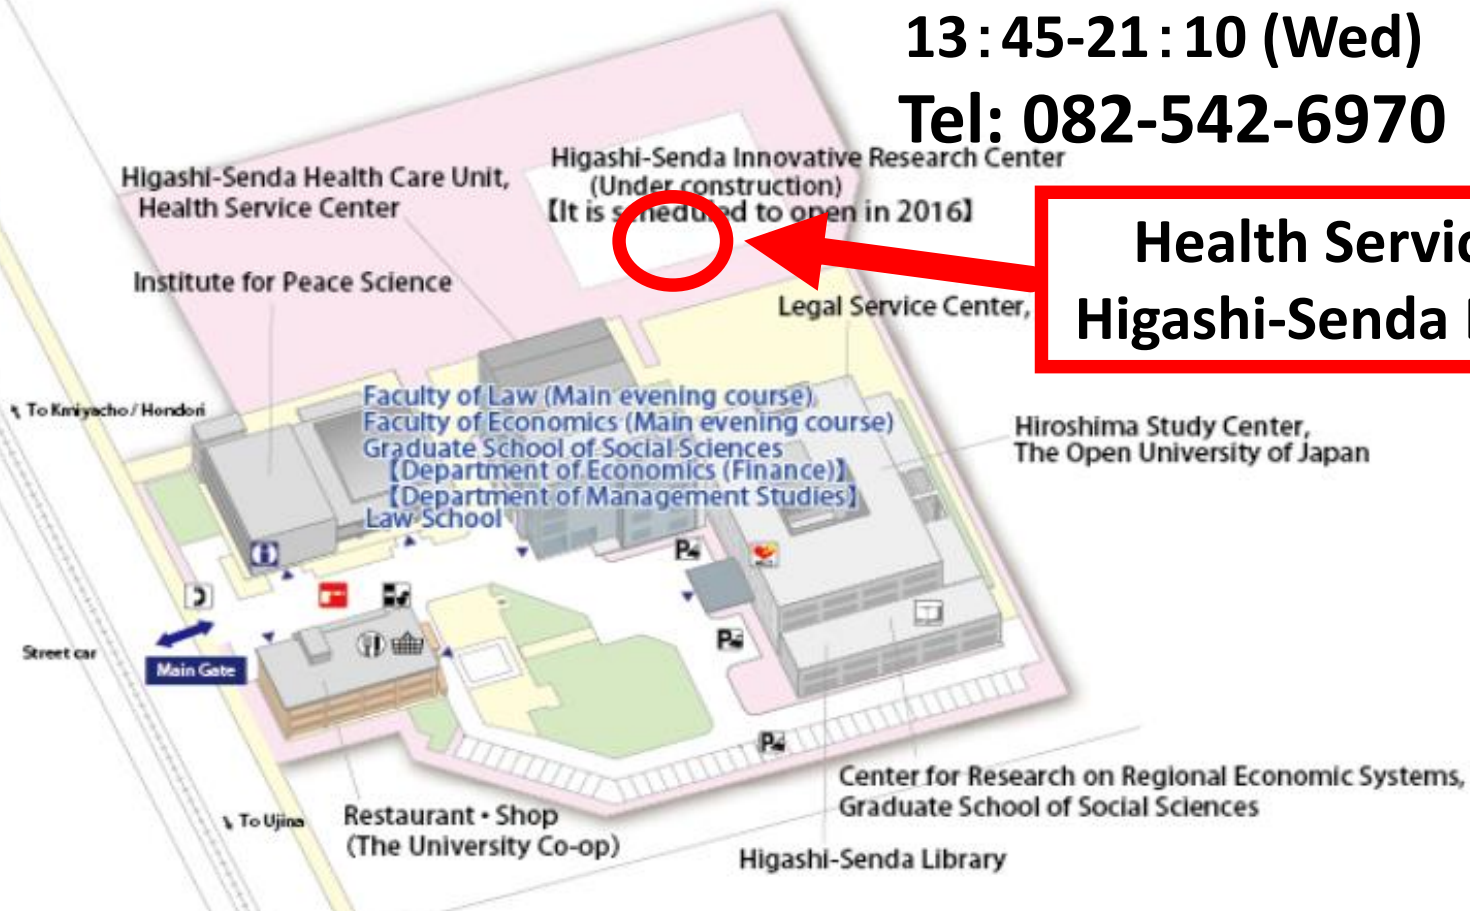 13:45-21:10 (Wed)
Tel: 082-542-6970
Higashi-Senda Innovative Research Center
(Under construction)
【It is scheduled to open in 2016】
Higashi-Senda Health Care Unit,
Health Service Center
Health Servic
Higashi-Senda
Institute for Peace Science
Legal Service Center,
To Kmiyacho / Hondori
Faculty of Law (Main evening course)
Faculty of Economics (Main evening course)
Graduate School of Social Sciences
【Department of Economics (Finance)】
【Department of Management Studies】
Law School
Hiroshima Study Center,
The Open University of Japan
P
P
Street car
Main Gate
P
Center for Research on Regional Economic Systems,
Graduate School of Social Sciences
To Ujina
Restaurant・Shop
(The University Co-op)
Higashi-Senda Library